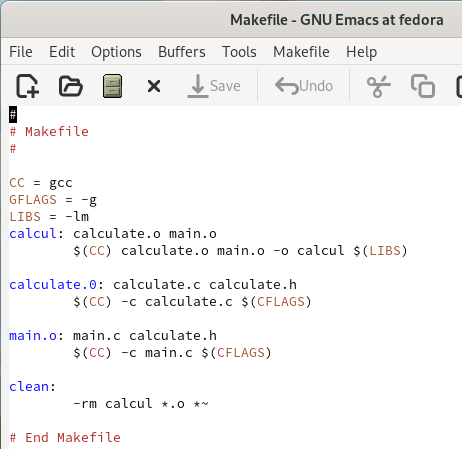 Makefile - GNU Emacs at fedora
File Edit Options Buffers Tools Makefile Help
Save Undo
#
# Makefile
#
CC = gcc
GFLAGS = -g
LIBS = -lm
calcul: calculate.o main.o
$(CC) calculate.o main.o -o calcul $(LIBS)
calculate.0: calculate.c calculate.h
$(CC) -c calculate.c $(CFLAGS)
main.o: main.c calculate.h
$(CC) -c main.c $(CFLAGS)
clean:
-rm calcul *.o *~
# End Makefile